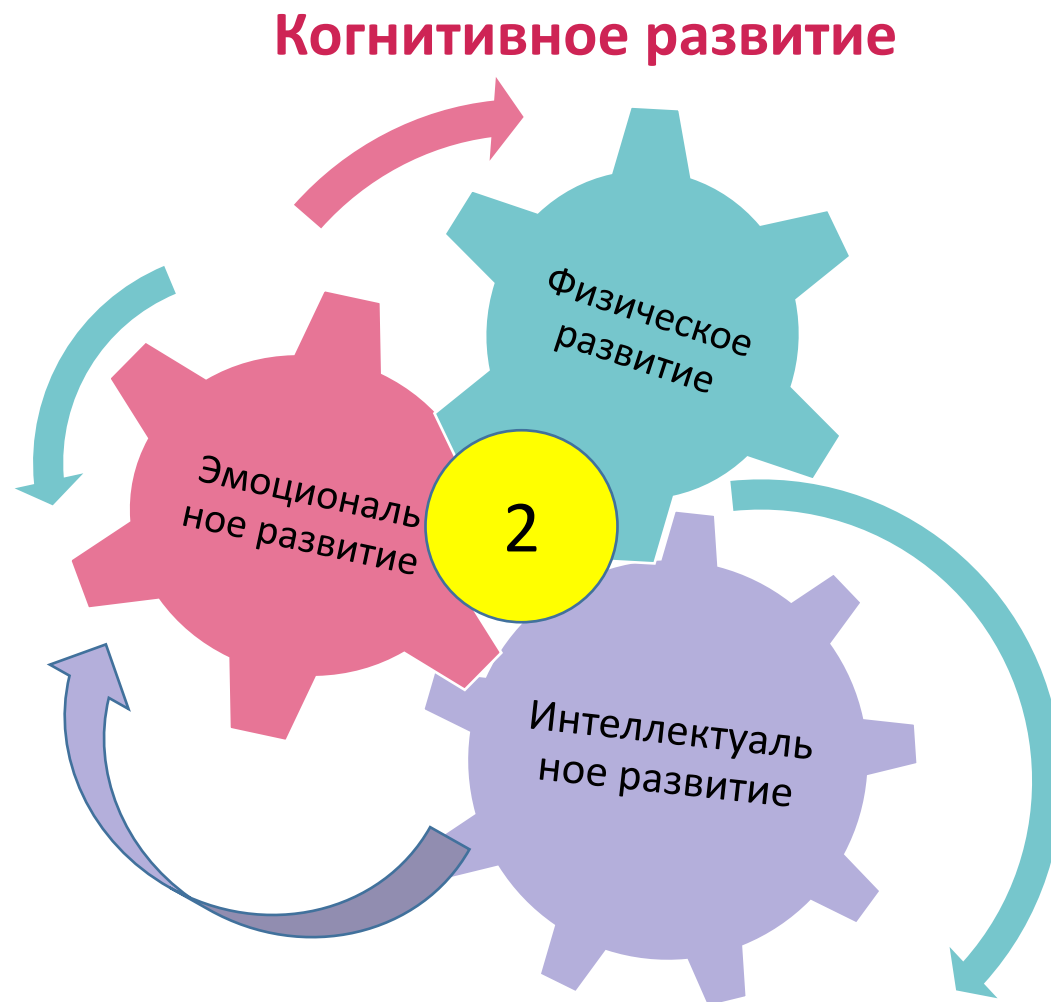 Когнитивное развитие
Физическое
развитие
Эмоциональ
ное развитие
2
Интеллектуаль
ное развитие